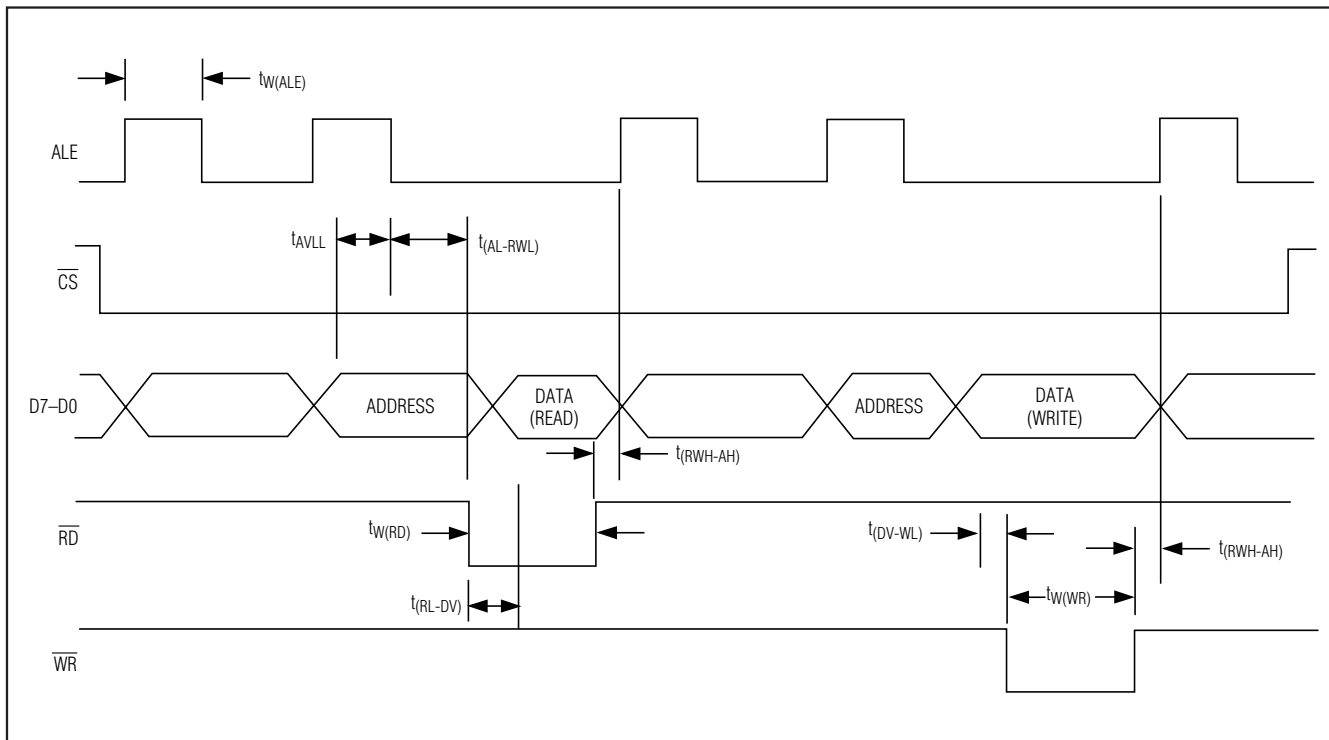 tW(ALE)
ALE
tAVLL
t(AL-RWL)
CS
D7–D0
ADDRESS
DATA
(READ)
ADDRESS
DATA
(WRITE)
t(RWH-AH)
RD
tW(RD)
t(DV-WL)
t(RWH-AH)
t(RL-DV)
tW(WR)
WR